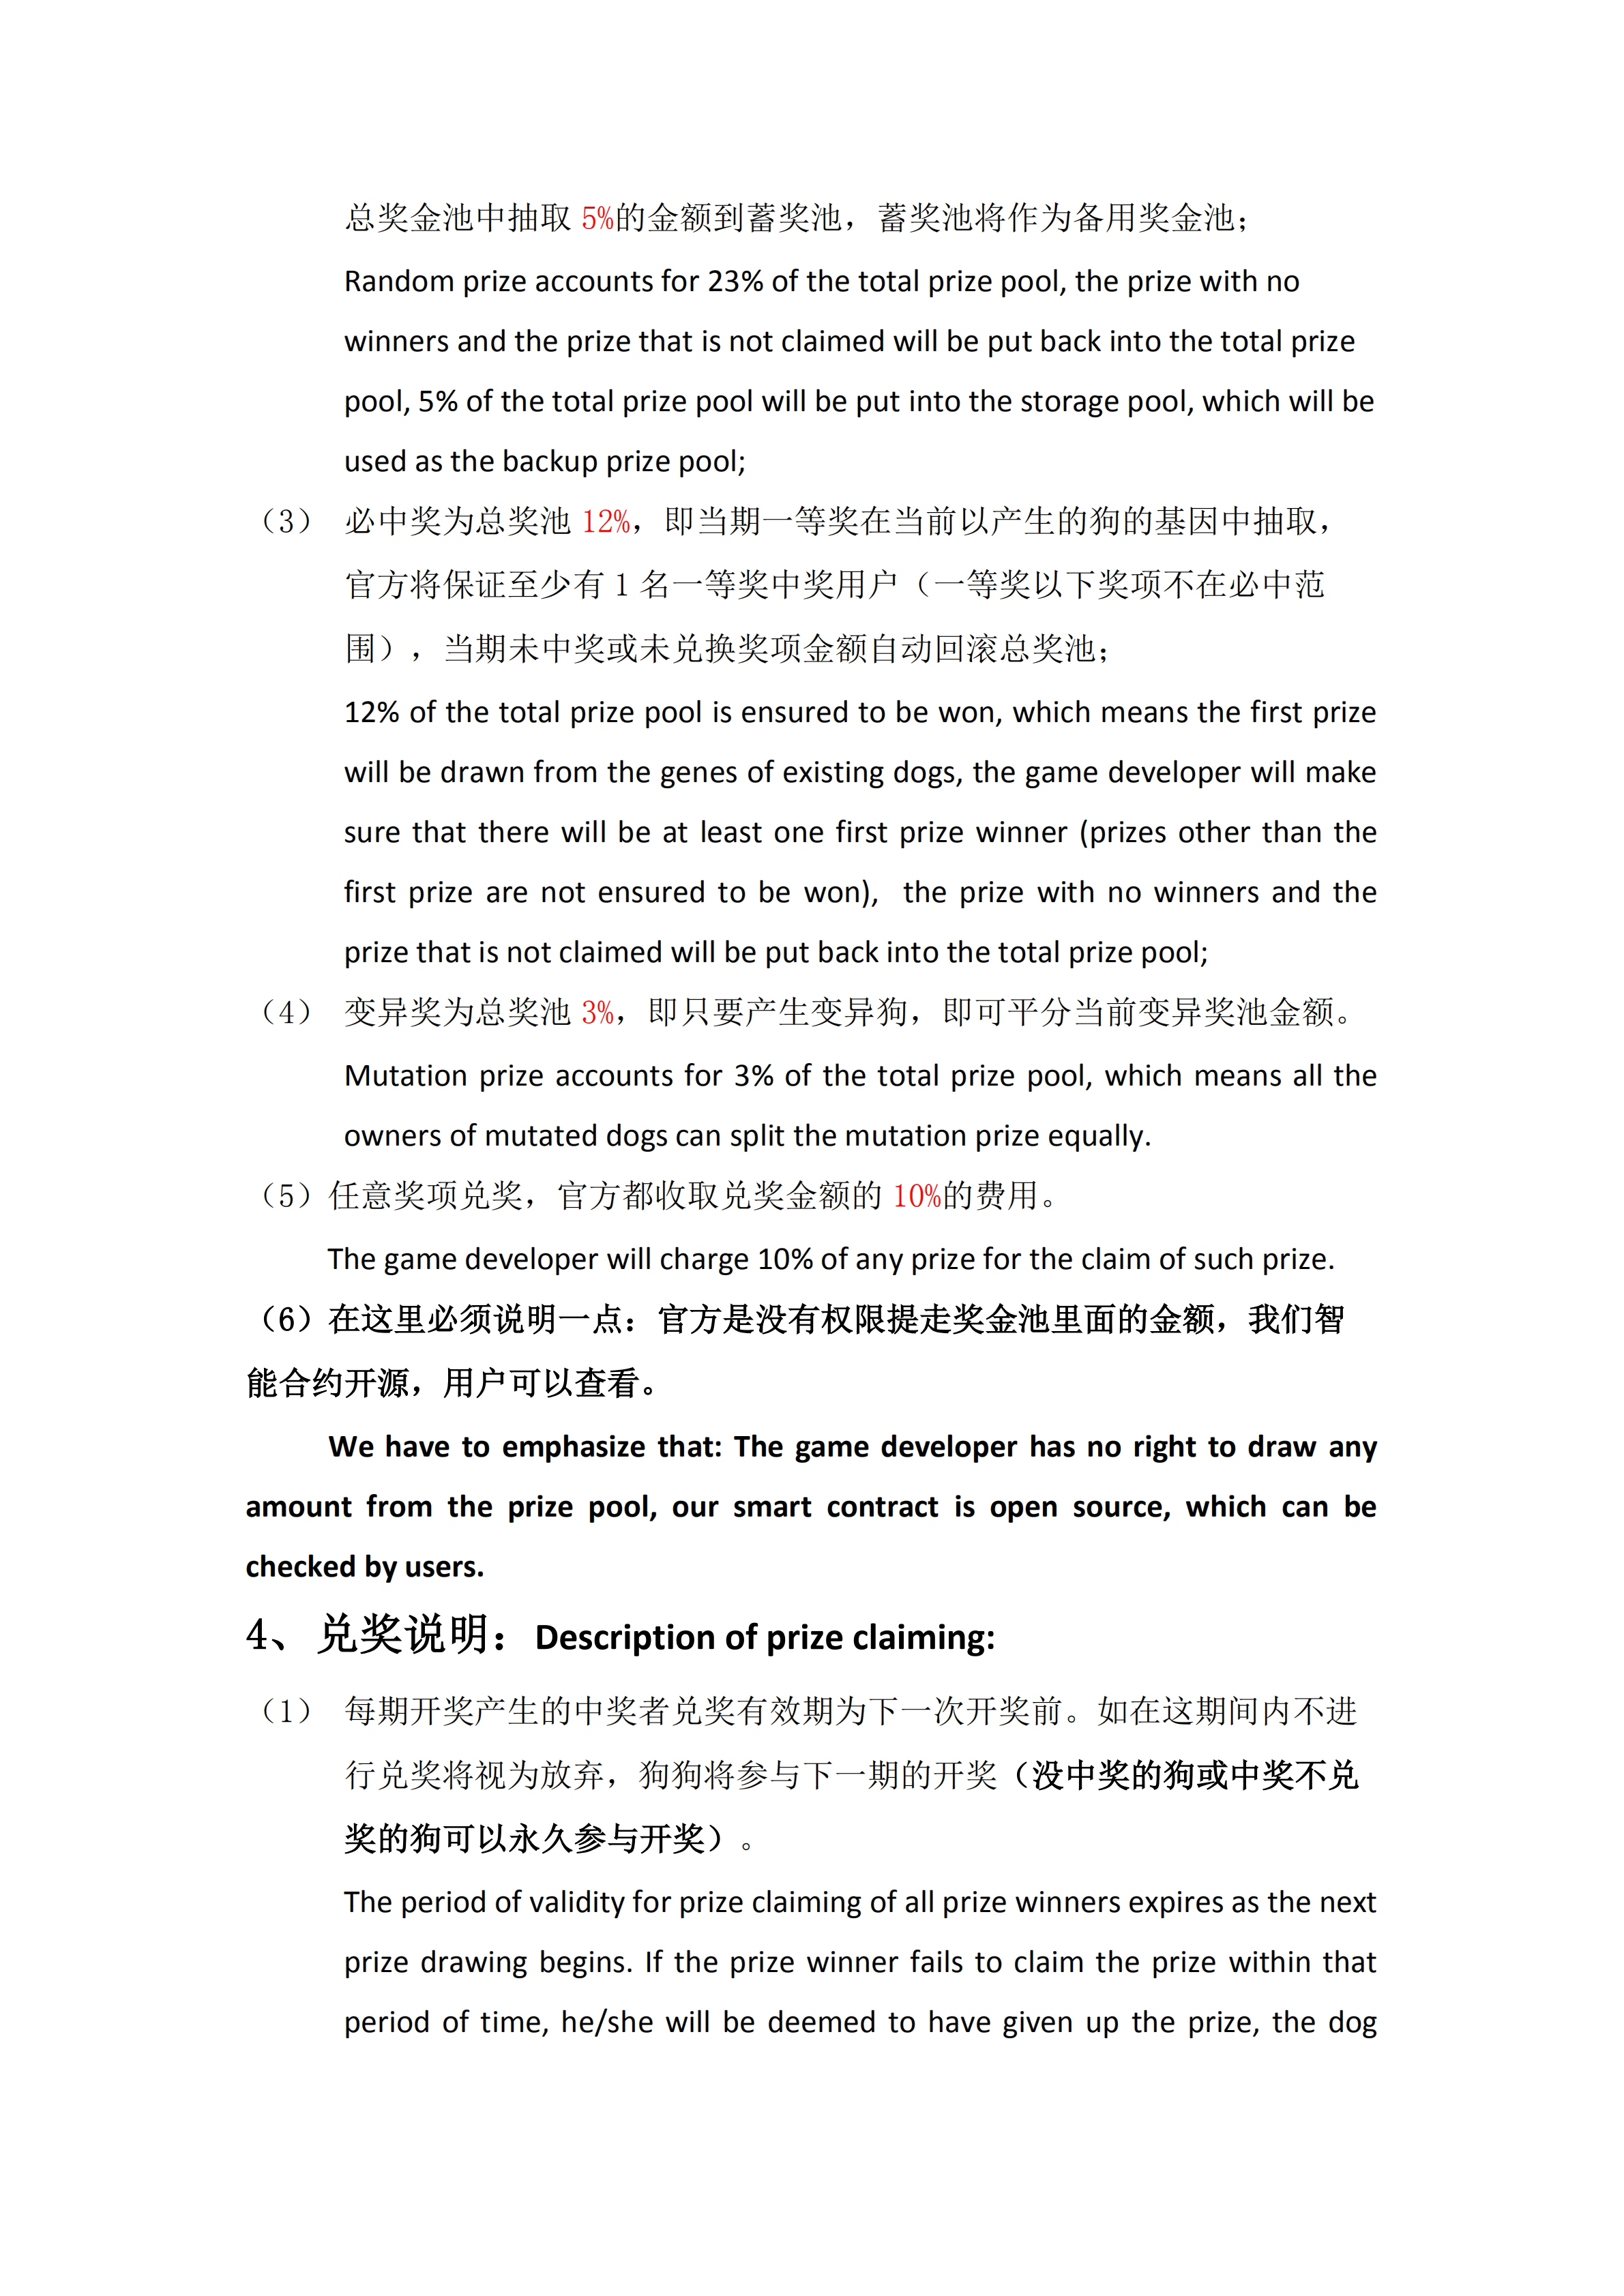 总奖金池中抽取 5%的金额到蓄奖池，蓄奖池将作为备用奖金池；
Random prize accounts for 23% of the total prize pool, the prize with no
winners and the prize that is not claimed will be put back into the total prize
pool, 5% of the total prize pool will be put into the storage pool, which will be
used as the backup prize pool;
（3） 必中奖为总奖池 12%，即当期一等奖在当前以产生的狗的基因中抽取，
官方将保证至少有 1 名一等奖中奖用户（一等奖以下奖项不在必中范
围），当期未中奖或未兑换奖项金额自动回滚总奖池；
12% of the total prize pool is ensured to be won, which means the first prize
will be drawn from the genes of existing dogs, the game developer will make
sure that there will be at least one first prize winner (prizes other than the
first prize are not ensured to be won), the prize with no winners and the
prize that is not claimed will be put back into the total prize pool;
（4） 变异奖为总奖池 3%，即只要产生变异狗，即可平分当前变异奖池金额。
Mutation prize accounts for 3% of the total prize pool, which means all the
owners of mutated dogs can split the mutation prize equally.
（5）任意奖项兑奖，官方都收取兑奖金额的 10%的费用。
The game developer will charge 10% of any prize for the claim of such prize.
（6）在这里必须说明一点：官方是没有权限提走奖金池里面的金额，我们智
能合约开源，用户可以查看。
We have to emphasize that: The game developer has no right to draw any
amount from the prize pool, our smart contract is open source, which can be
checked by users.
4、兑奖说明：Description of prize claiming:
（1） 每期开奖产生的中奖者兑奖有效期为下一次开奖前。如在这期间内不进
行兑奖将视为放弃，狗狗将参与下一期的开奖（没中奖的狗或中奖不兑
奖的狗可以永久参与开奖）。
The period of validity for prize claiming of all prize winners expires as the next
prize drawing begins. If the prize winner fails to claim the prize within that
period of time, he/she will be deemed to have given up the prize, the dog